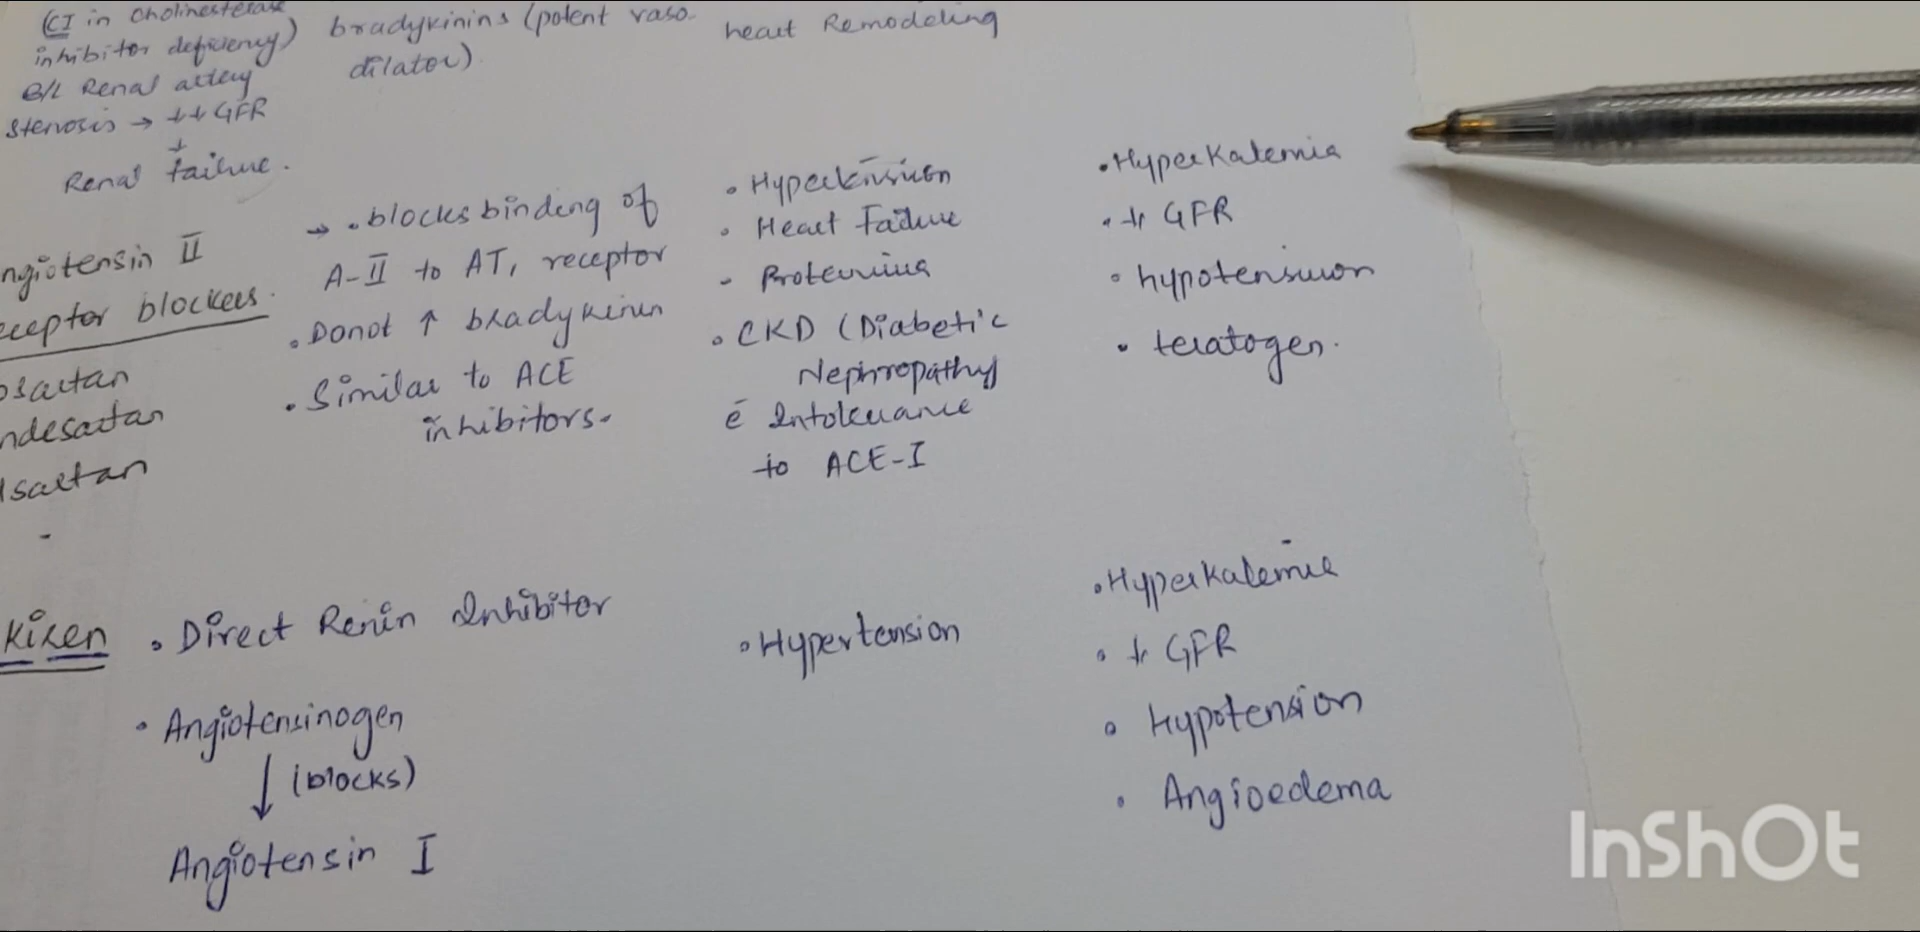 (CI in Cholinesterase
inhibitor deficiency)
B/L Renal artery
stenosis → ↓↓ GFR
↓
Renal failure.
bradykinins (potent vaso-
dilator).
heart Remodeling
ngiotensin II
eceptor blockers.
osartan
ndesartan
lsartan
→ • blocks binding of
A-II to AT₁ receptor
• Donot ↑ bradykinin
• Similar to ACE
inhibitors.
• Hypertension
• Heart Failure
- Proteinuria
• CKD (Diabetic
Nephropathy)
c̄ Intolerance
to ACE-I
• Hyperkalemia
• ↓ GFR
• hypotension
• teratogen.
kiren
• Direct Renin Inhibitor
• Angiotensinogen
↓ (blocks)
Angiotensin I
• Hypertension
• Hyperkalemia
• ↓ GFR
• Hypotension
• Angioedema
InShOt